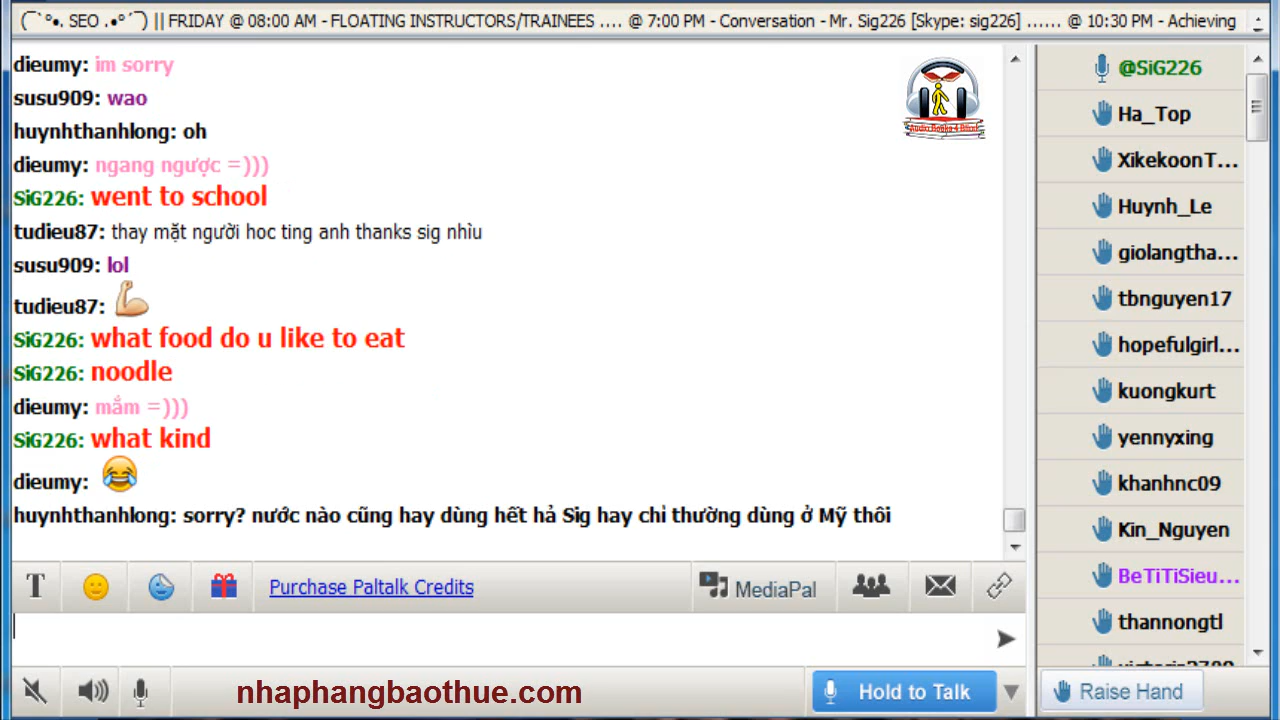 (¯`°•. SEO .•°´¯) || FRIDAY @ 08:00 AM - FLOATING INSTRUCTORS/TRAINEES .... @ 7:00 PM - Conversation - Mr. Sig226 [Skype: sig226] ...... @ 10:30 PM - Achieving
dieumy: im sorry
susu909: wao
huynhthanhlong: oh
dieumy: ngang ngược =)))
SiG226: went to school
tudieu87: thay mặt người hoc ting anh thanks sig nhìu
susu909: lol
tudieu87:
SiG226: what food do u like to eat
SiG226: noodle
dieumy: mắm =)))
SiG226: what kind
dieumy:
huynhthanhlong: sorry? nước nào cũng hay dùng hết hả Sig hay chỉ thường dùng ở Mỹ thôi
Audio Books 4 Blind
@SiG226
Ha_Top
XikekoonT...
Huynh_Le
giolangtha...
tbnguyen17
hopefulgirl...
kuongkurt
yennyxing
khanhnc09
Kin_Nguyen
BeTiTiSieu...
thannongtl
T
Purchase Paltalk Credits
MediaPal
nhaphangbaothue.com
Hold to Talk
Raise Hand